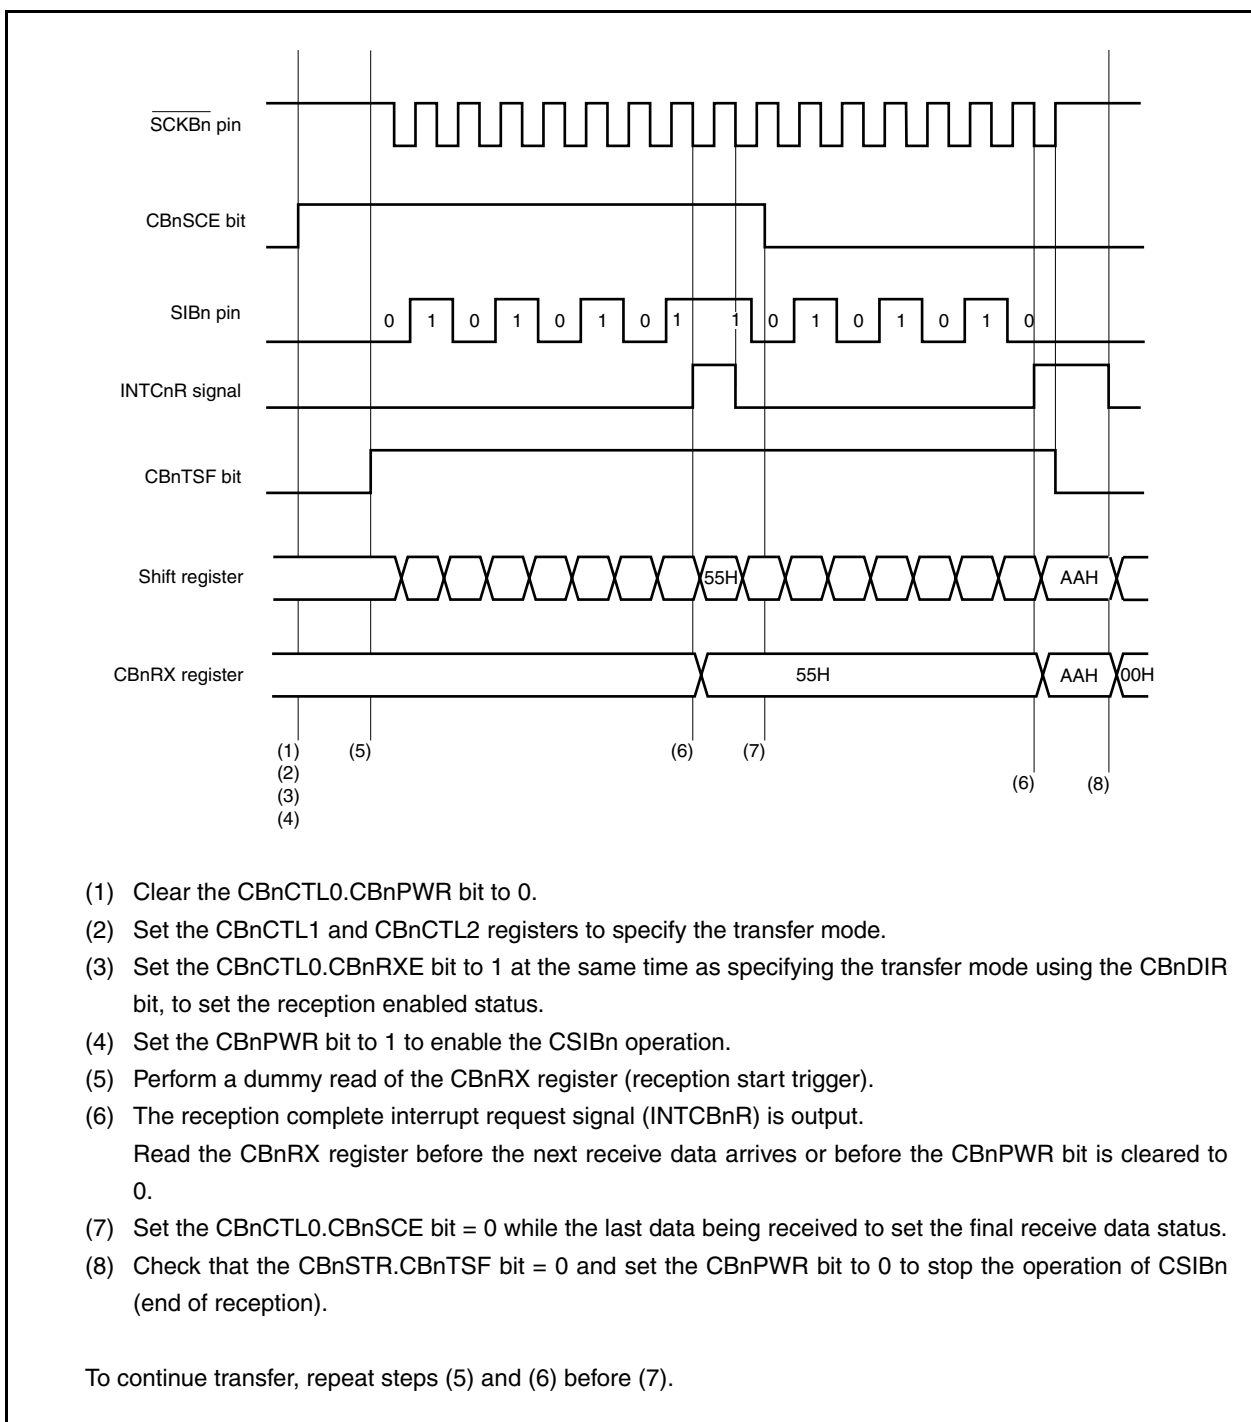 SCKBn pin
CBnSCE bit
SIBn pin
0 1 0 1 0 1 0 1 1 0 1 0 1 0 1 0
INTCnR signal
CBnTSF bit
Shift register
55H AAH
CBnRX register
55H AAH 00H
(1) (5) (6) (7)
(2)
(3) (6) (8)
(4)
(1) Clear the CBnCTL0.CBnPWR bit to 0.
(2) Set the CBnCTL1 and CBnCTL2 registers to specify the transfer mode.
(3) Set the CBnCTL0.CBnRXE bit to 1 at the same time as specifying the transfer mode using the CBnDIR
bit, to set the reception enabled status.
(4) Set the CBnPWR bit to 1 to enable the CSIBn operation.
(5) Perform a dummy read of the CBnRX register (reception start trigger).
(6) The reception complete interrupt request signal (INTCBnR) is output.
Read the CBnRX register before the next receive data arrives or before the CBnPWR bit is cleared to
0.
(7) Set the CBnCTL0.CBnSCE bit = 0 while the last data being received to set the final receive data status.
(8) Check that the CBnSTR.CBnTSF bit = 0 and set the CBnPWR bit to 0 to stop the operation of CSIBn
(end of reception).
To continue transfer, repeat steps (5) and (6) before (7).